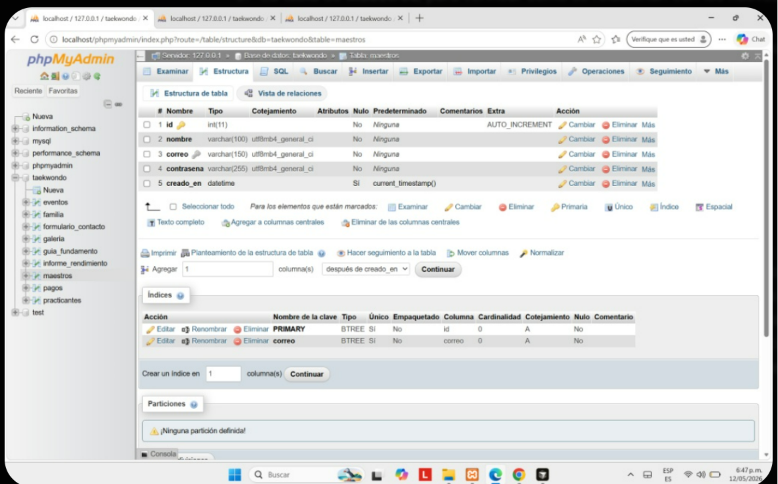 localhost / 127.0.0.1 / taekwondo X localhost / 127.0.0.1 / taekwondo X localhost / 127.0.0.1 / taekwondo X +
localhost/phpmyadmin/index.php?route=/table/structure&db=taekwondo&table=maestros Verifique que es usted Chat
phpMyAdmin
Reciente Favoritas
Nueva
information_schema
mysql
performance_schema
phpmyadmin
taekwondo
Nueva
eventos
familia
formulario_contacto
galeria
guia_fundamento
informe_rendimiento
maestros
pagos
practicantes
test
Servidor: 127.0.0.1 » Base de datos: taekwondo » Tabla: maestros
Examinar Estructura SQL Buscar Insertar Exportar Importar Privilegios Operaciones Seguimiento Más
Estructura de tabla Vista de relaciones
# Nombre Tipo Cotejamiento Atributos Nulo Predeterminado Comentarios Extra Acción
1 id int(11) No Ninguna AUTO_INCREMENT Cambiar Eliminar Más
2 nombre varchar(100) utf8mb4_general_ci No Ninguna Cambiar Eliminar Más
3 correo varchar(150) utf8mb4_general_ci No Ninguna Cambiar Eliminar Más
4 contrasena varchar(255) utf8mb4_general_ci No Ninguna Cambiar Eliminar Más
5 creado_en datetime Sí current_timestamp() Cambiar Eliminar Más
Seleccionar todo Para los elementos que están marcados: Examinar Cambiar Eliminar Primaria Único Índice Espacial
Texto completo Agregar a columnas centrales Eliminar de las columnas centrales
Imprimir Planteamiento de la estructura de tabla Hacer seguimiento a la tabla Mover columnas Normalizar
Agregar 1 columna(s) después de creado_en Continuar
Índices
Acción Nombre de la clave Tipo Único Empaquetado Columna Cardinalidad Cotejamiento Nulo Comentario
Editar Renombrar Eliminar PRIMARY BTREE Sí No id 0 A No
Editar Renombrar Eliminar correo BTREE Sí No correo 0 A No
Crear un índice en 1 columna(s) Continuar
Particiones
¡Ninguna partición definida!
Consola
Buscar
ESP
ES
6:47 p.m.
12/05/2026